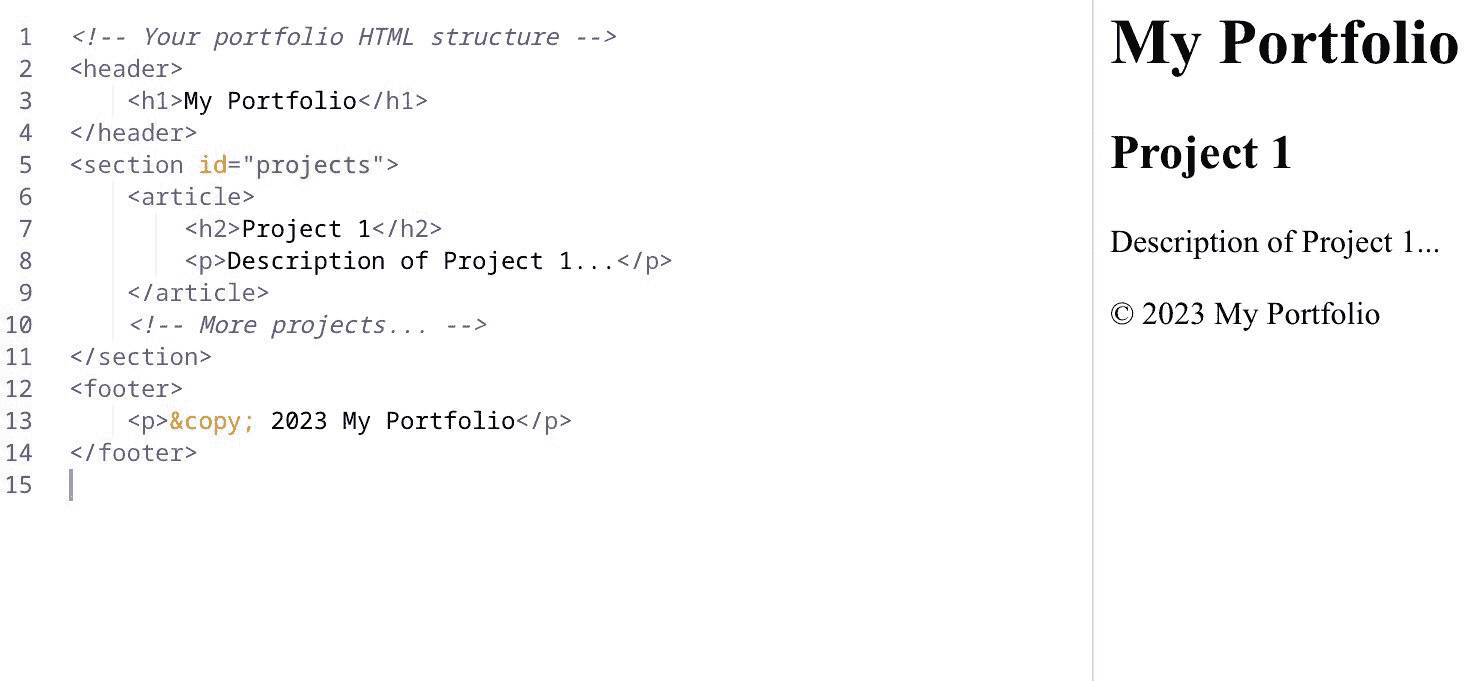 1 <!-- Your portfolio HTML structure -->
2 <header>
3     <h1>My Portfolio</h1>
4 </header>
5 <section id="projects">
6     <article>
7         <h2>Project 1</h2>
8         <p>Description of Project 1...</p>
9     </article>
10     <!-- More projects... -->
11 </section>
12 <footer>
13     <p>&copy; 2023 My Portfolio</p>
14 </footer>
15
My Portfolio
Project 1
Description of Project 1...
© 2023 My Portfolio